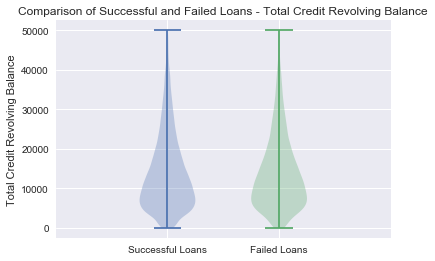 Comparison of Successful and Failed Loans - Total Credit Revolving Balance
Total Credit Revolving Balance
50000
40000
30000
20000
10000
0
Successful Loans
Failed Loans